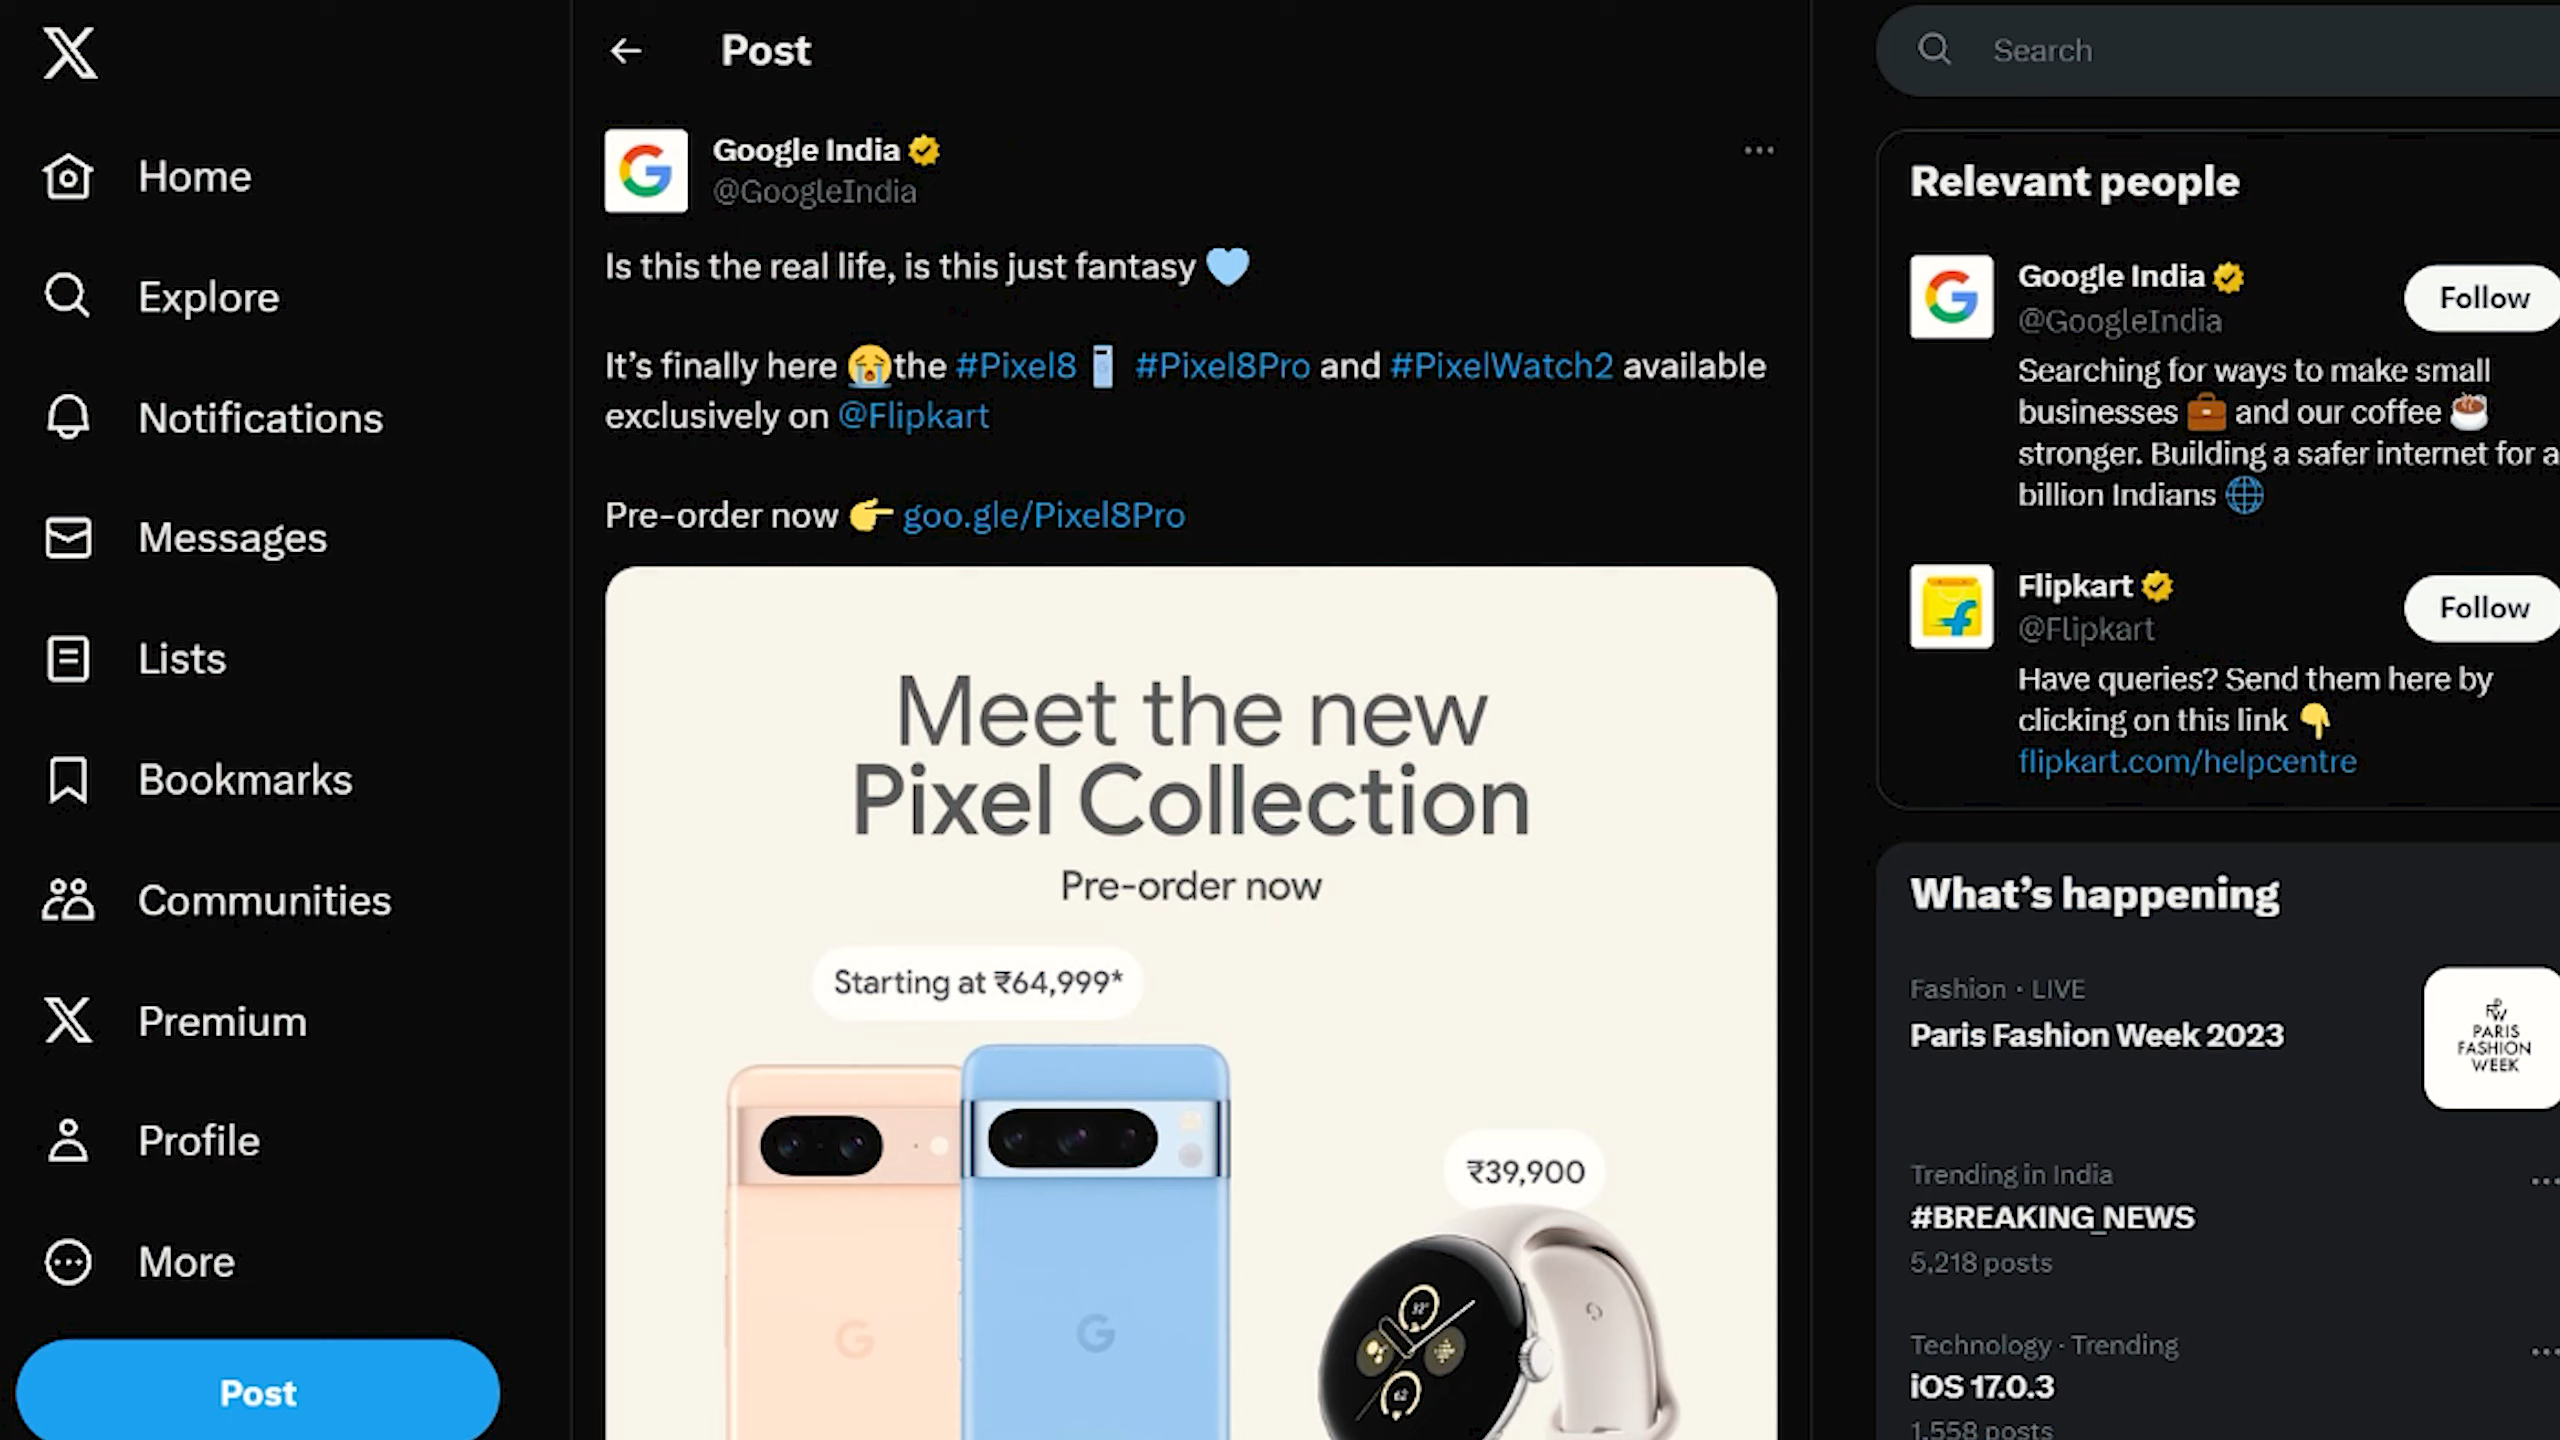 Home
Explore
Notifications
Messages
Lists
Bookmarks
Communities
Premium
Profile
More
Post
Post
Google India
@GoogleIndia
Is this the real life, is this just fantasy 🩵
It’s finally here 😭the #Pixel8 #Pixel8Pro and #PixelWatch2 available
exclusively on @Flipkart
Pre-order now 👉 goo.gle/Pixel8Pro
Meet the new
Pixel Collection
Pre-order now
Starting at ₹64,999*
₹39,900
Search
Relevant people
Google India
@GoogleIndia
Follow
Searching for ways to make small
businesses 💼 and our coffee ☕
stronger. Building a safer internet for a
billion Indians 🌐
Flipkart
@Flipkart
Follow
Have queries? Send them here by
clicking on this link 👇
flipkart.com/helpcentre
What’s happening
Fashion · LIVE
Paris Fashion Week 2023
PARIS
FASHION
WEEK
Trending in India
#BREAKING_NEWS
5,218 posts
Technology · Trending
iOS 17.0.3
1,558 posts